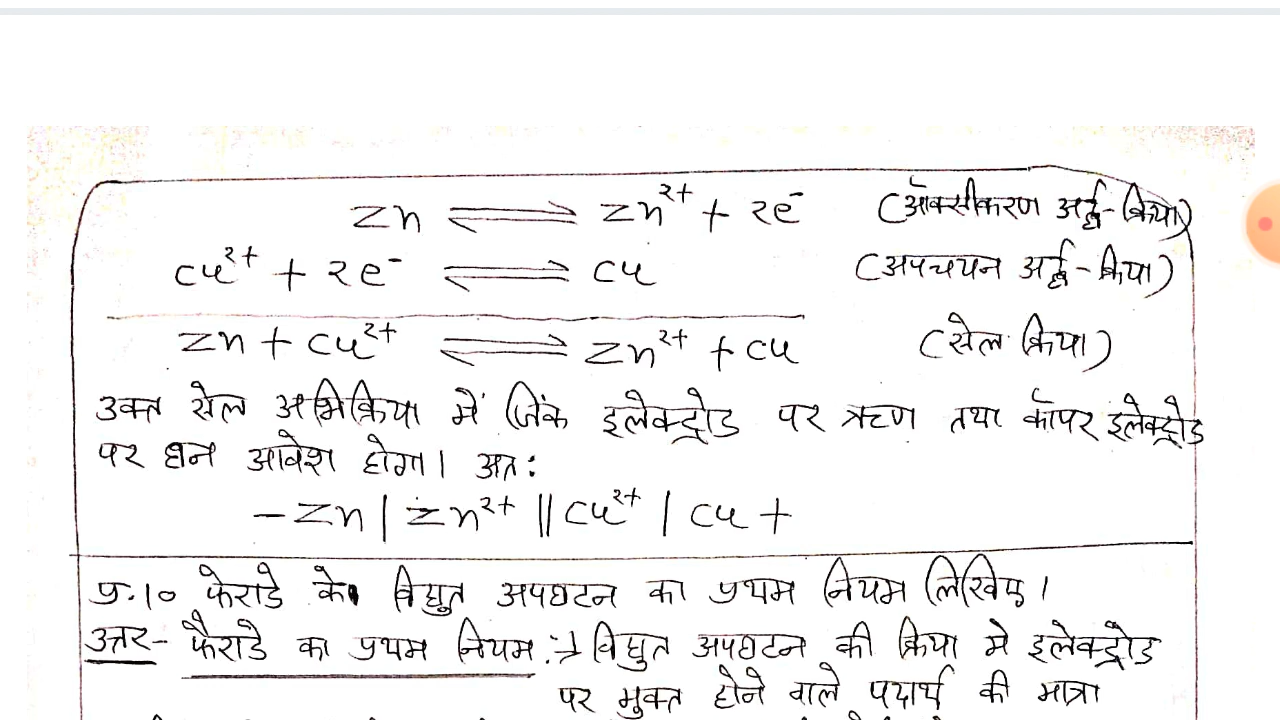 Zn ⇌ Zn²⁺ + 2e⁻ (ऑक्सीकरण अर्द्ध-क्रिया)
Cu²⁺ + 2e⁻ ⇌ Cu (अपचयन अर्द्ध-क्रिया)
Zn + Cu²⁺ ⇌ Zn²⁺ + Cu (सेल क्रिया)
उक्त सेल अभिक्रिया में जिंक इलेक्ट्रोड पर ऋण तथा कॉपर इलेक्ट्रोड
पर धन आवेश होगा। अत:
- Zn | Zn²⁺ || Cu²⁺ | Cu +
प्र.10 फेराडे के विद्युत अपघटन का प्रथम नियम लिखिए।
उत्तर- फैराडे का प्रथम नियम :→ विद्युत अपघटन की क्रिया मे इलेक्ट्रौड
पर मुक्त होने वाले पदार्थ की मात्रा